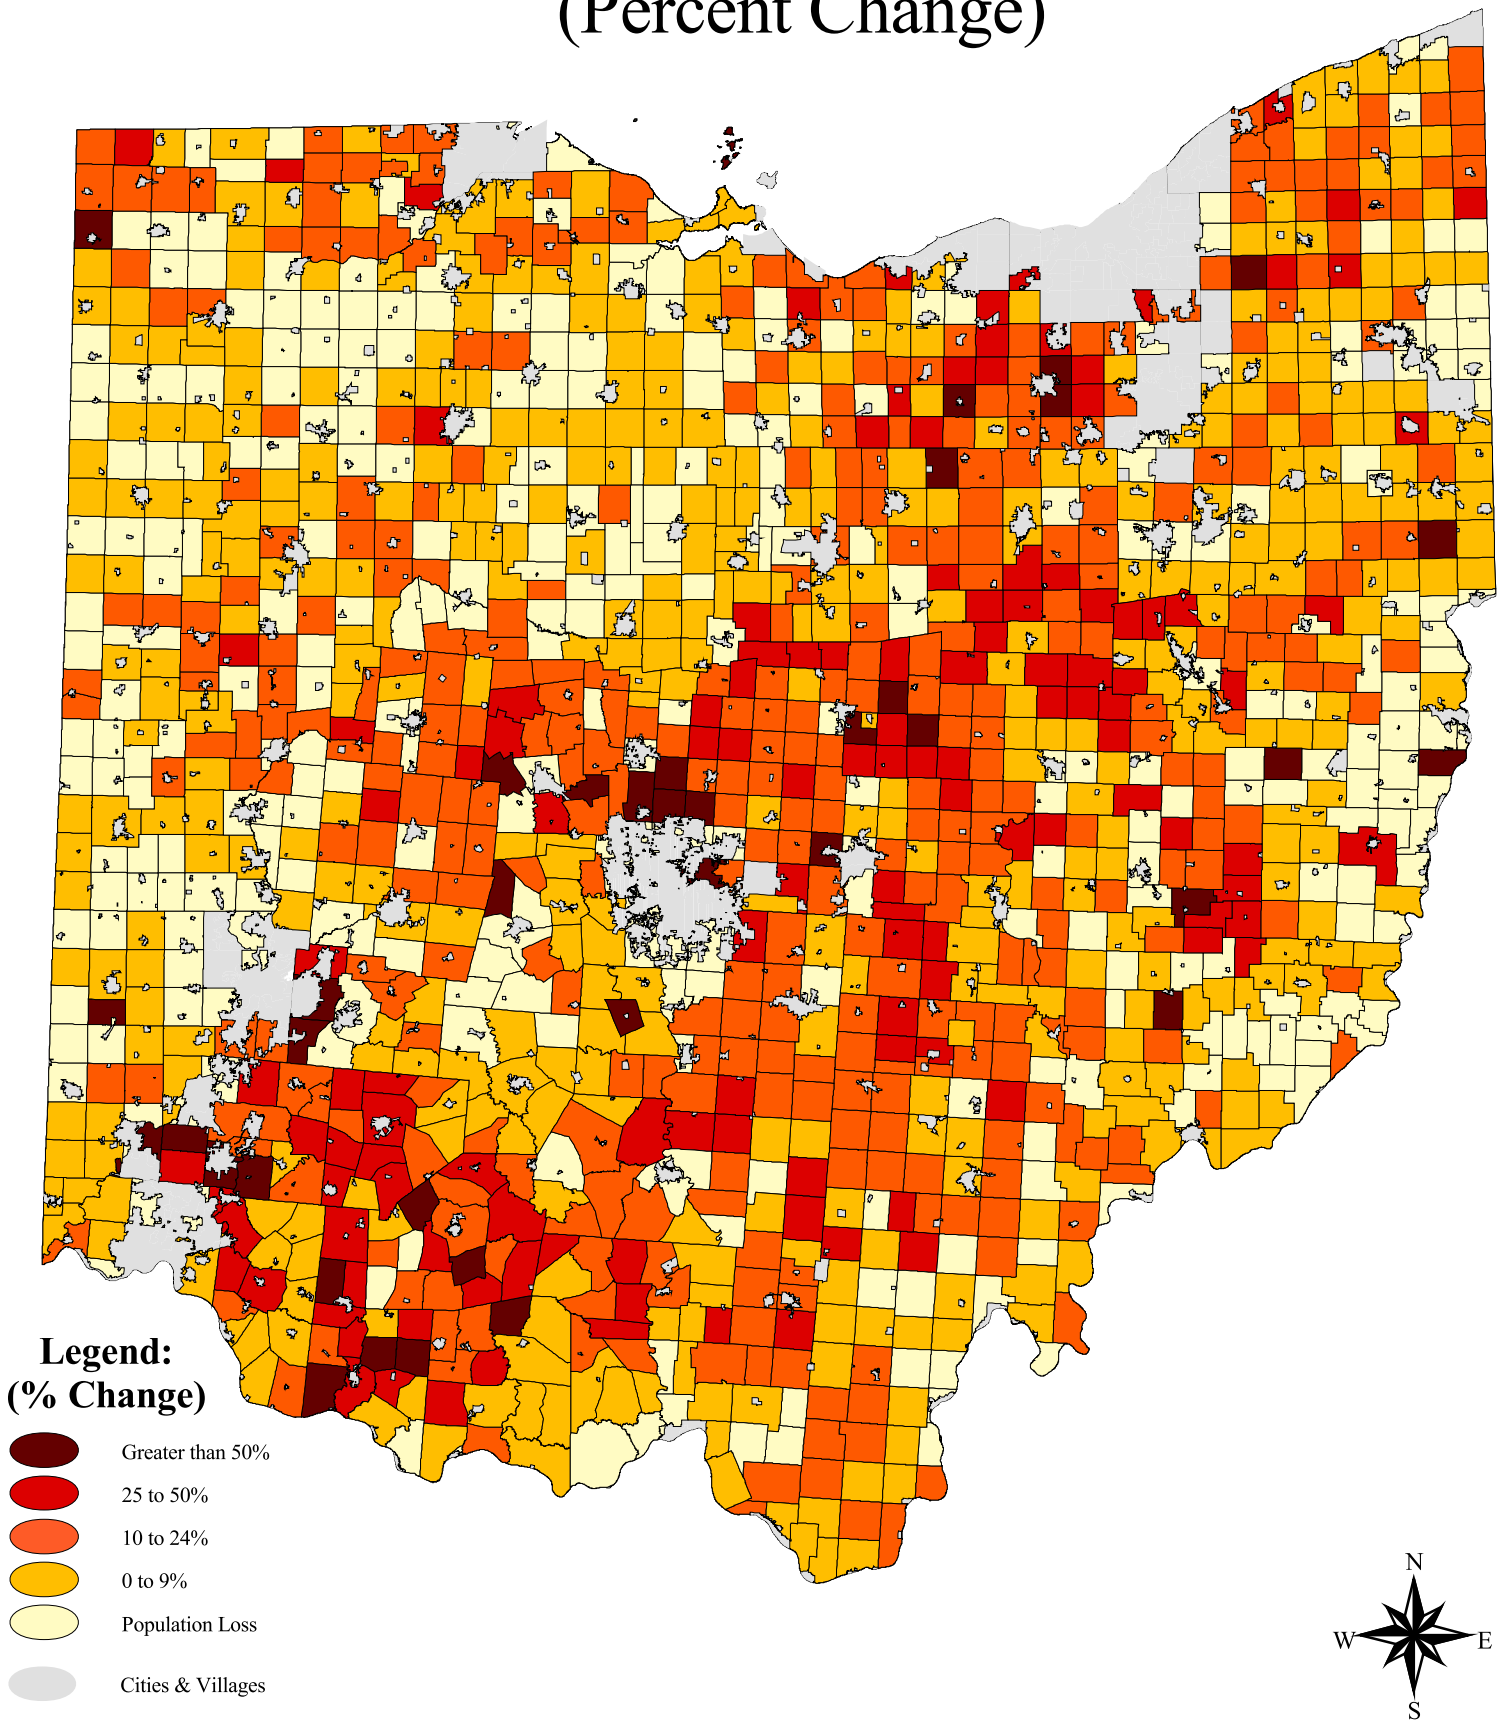 (Percent Change)
Legend:
(% Change)
Greater than 50%
25 to 50%
10 to 24%
0 to 9%
Population Loss
Cities & Villages
N
W
E
S